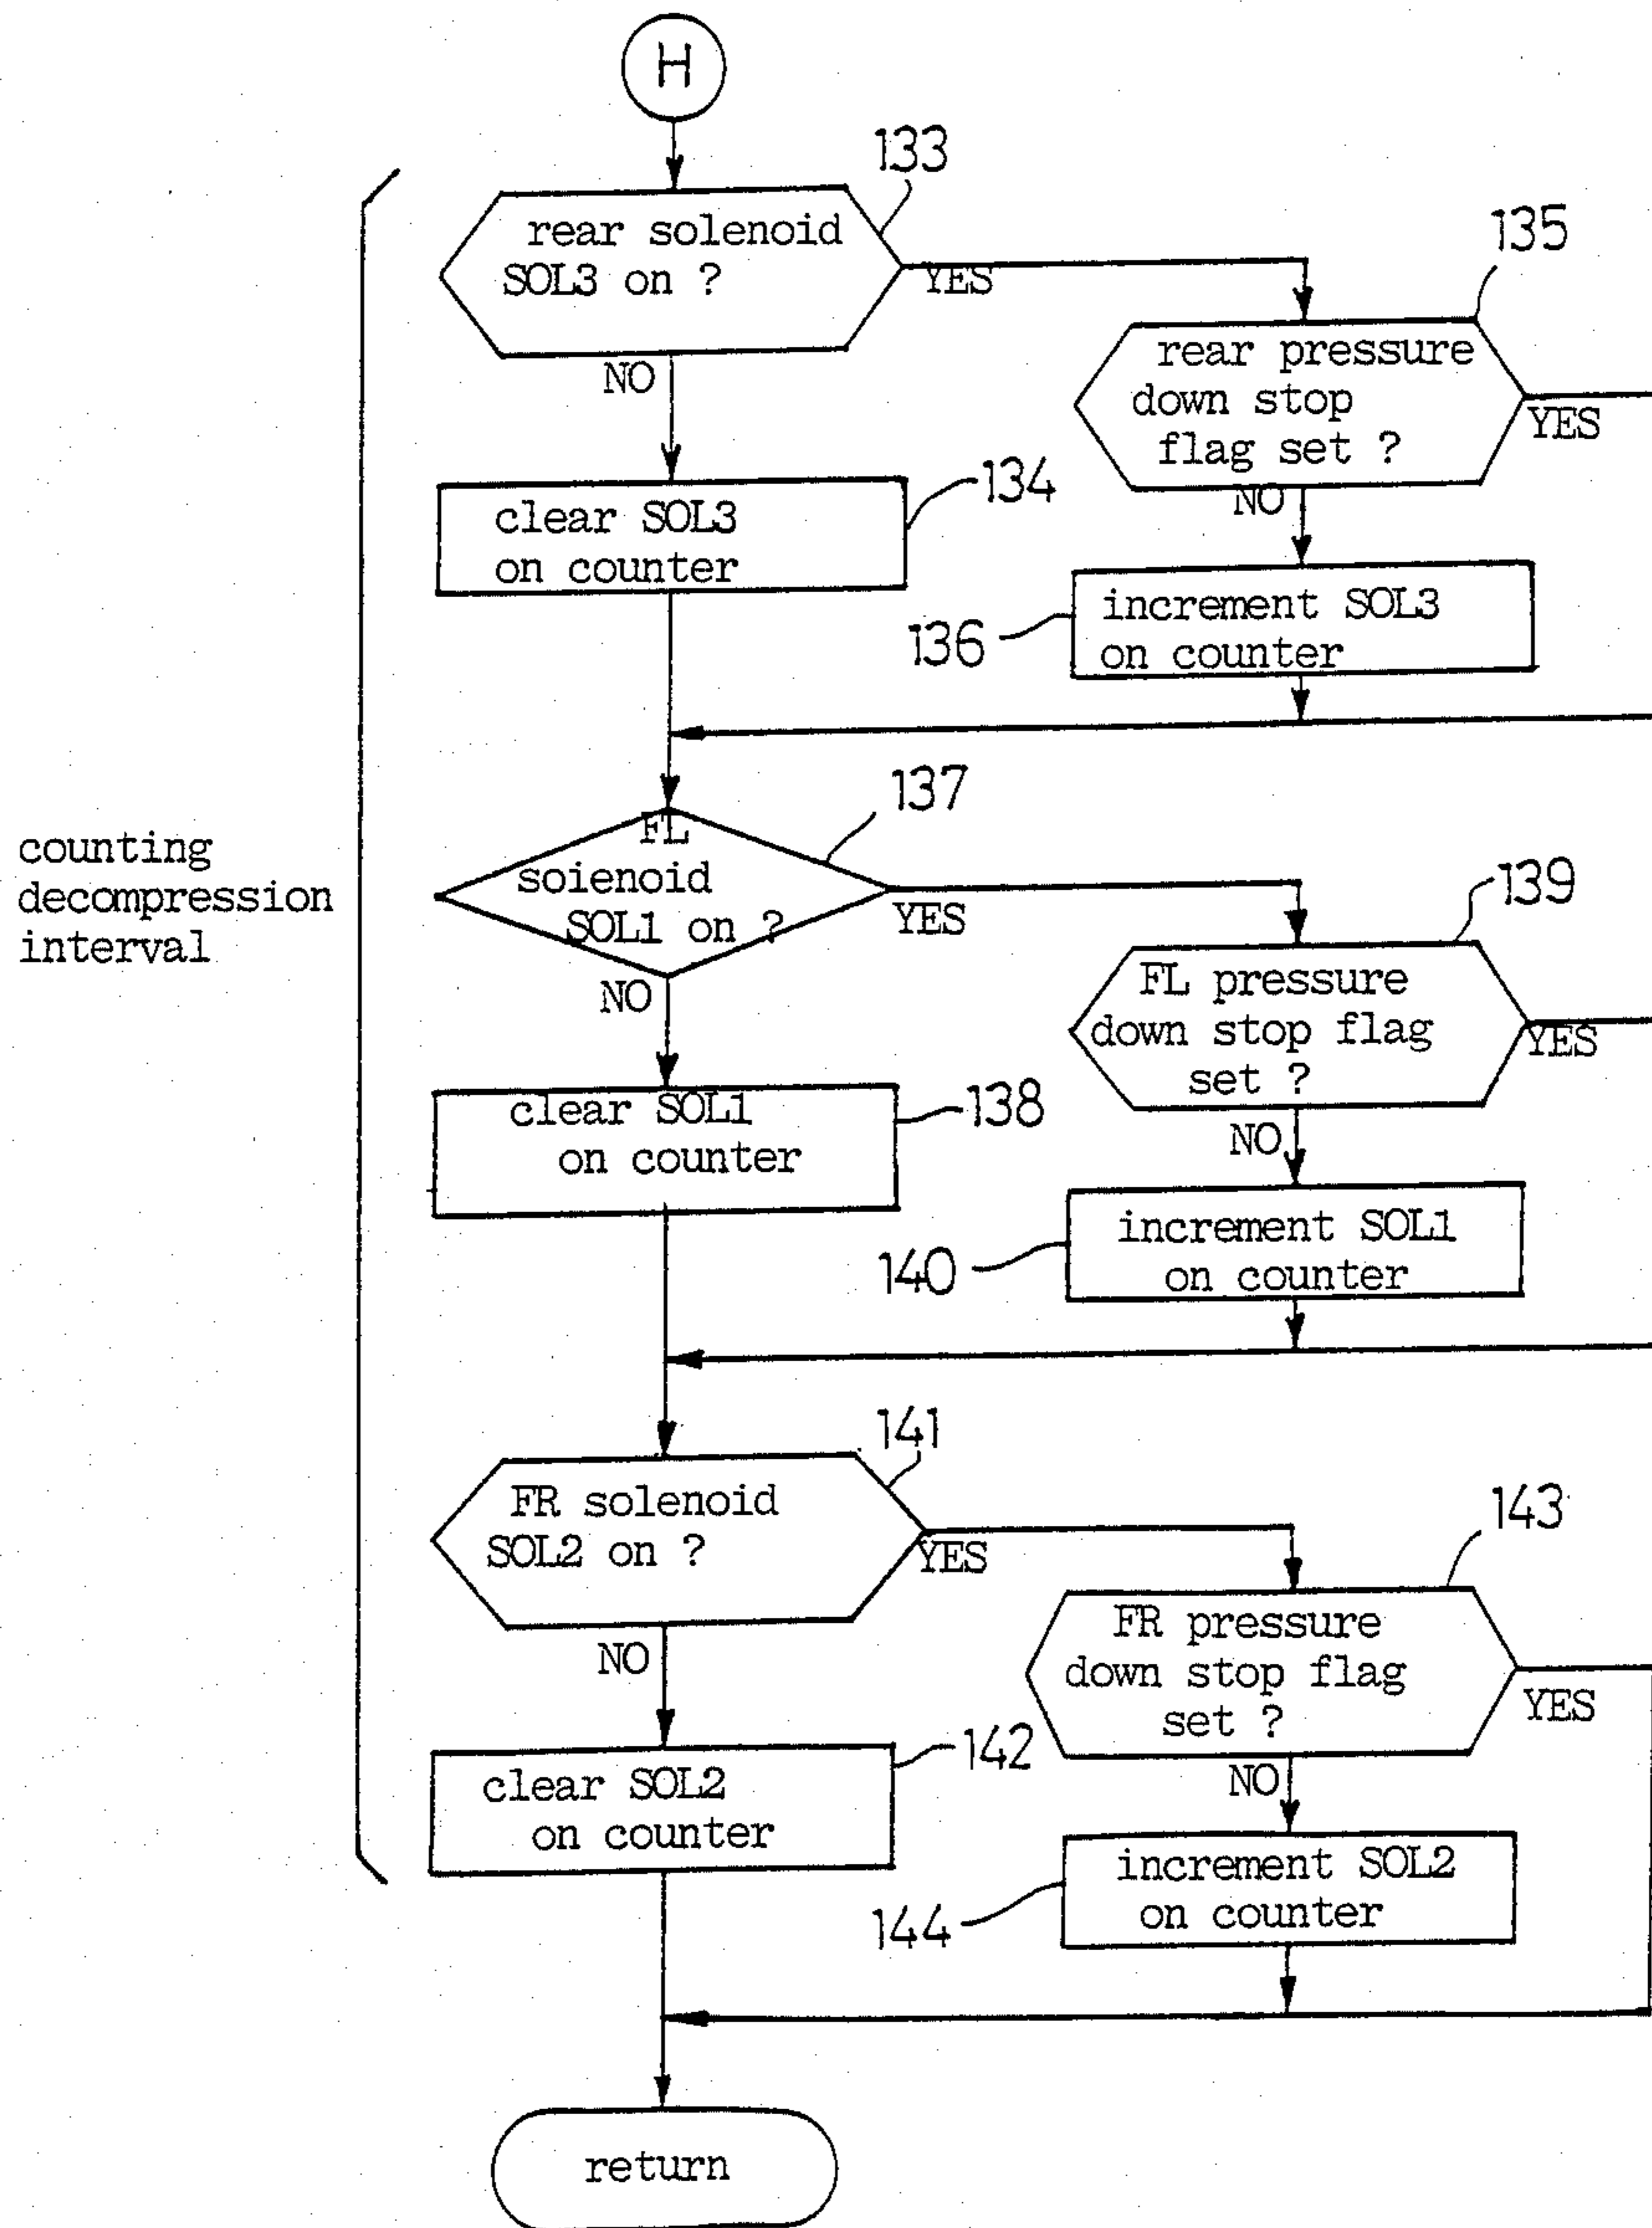 H
133
rear solenoid
SOL3 on ?
YES
NO
135
rear pressure
down stop
flag set ?
YES
NO
134
clear SOL3
on counter
136
increment SOL3
on counter
137
FL
soienoid
SOL1 on ?
YES
NO
counting
decompression
interval
139
FL pressure
down stop flag
set ?
YES
NO
138
clear SOL1
on counter
140
increment SOL1
on counter
141
FR solenoid
SOL2 on ?
YES
NO
143
FR pressure
down stop flag
set ?
YES
NO
142
clear SOL2
on counter
144
increment SOL2
on counter
return